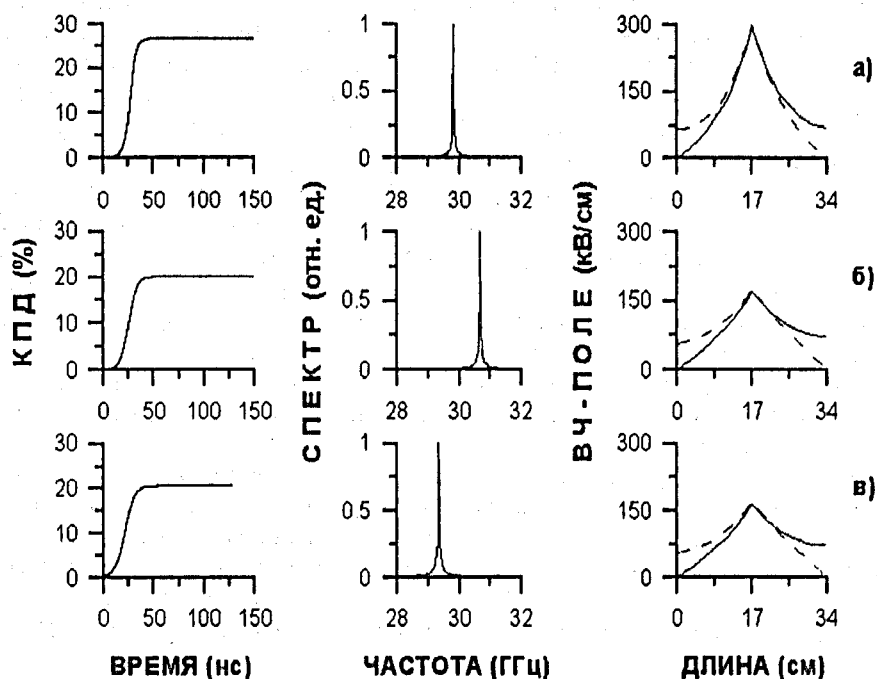 30 1 300
20 а)
0.5 150
10
0 0 0
0 50 100 150 28 30 32 0 17 34
КПД (%)
СПЕКТР (отн. ед.)
ВЧ-ПОЛЕ (кВ/см)
30 1 300
20 б)
0.5 150
10
0 0 0
0 50 100 150 28 30 32 0 17 34
30 1 300
20 в)
0.5 150
10
0 0 0
0 50 100 150 28 30 32 0 17 34
ВРЕМЯ (нс) ЧАСТОТА (ГГц) ДЛИНА (см)